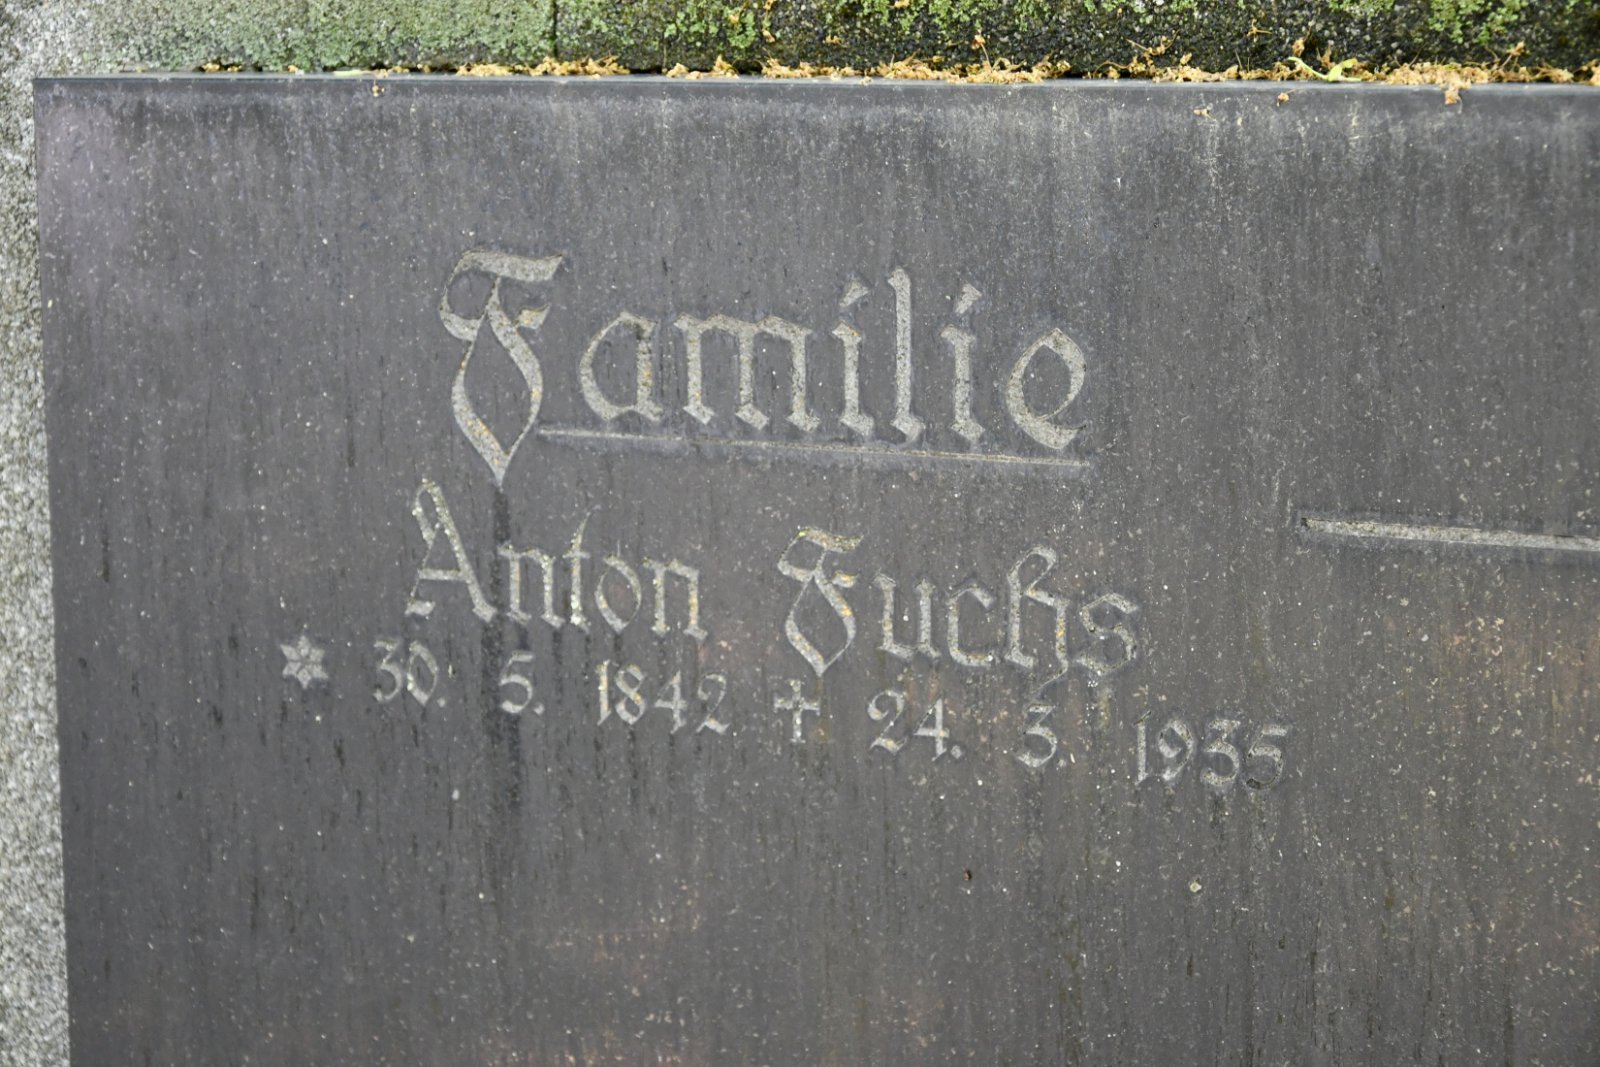 Familie
Anton Fuchs
* 30. 5. 1842 † 24. 3. 1935